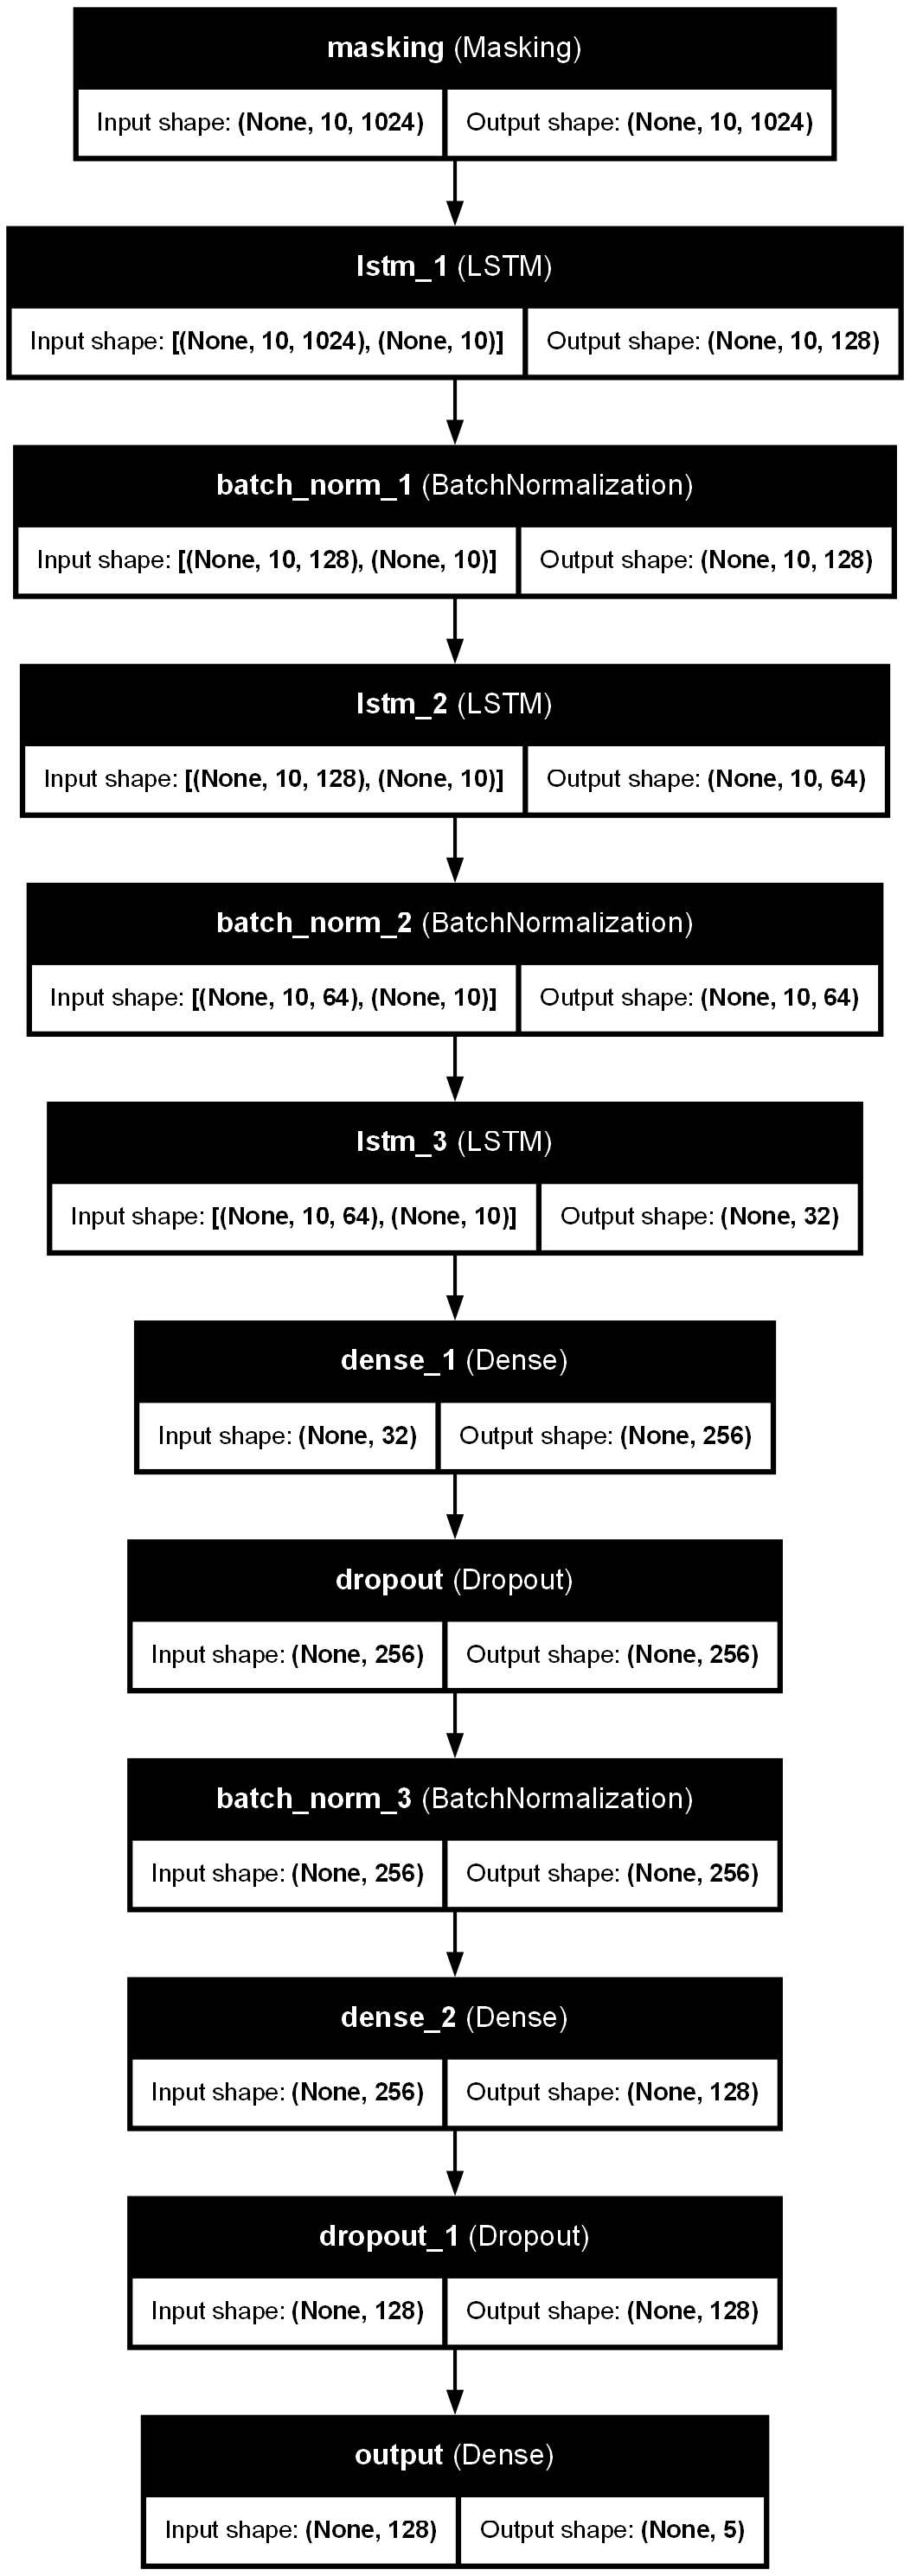 masking (Masking)
Input shape: (None, 10, 1024) Output shape: (None, 10, 1024)
lstm_1 (LSTM)
Input shape: [(None, 10, 1024), (None, 10)] Output shape: (None, 10, 128)
batch_norm_1 (BatchNormalization)
Input shape: [(None, 10, 128), (None, 10)] Output shape: (None, 10, 128)
lstm_2 (LSTM)
Input shape: [(None, 10, 128), (None, 10)] Output shape: (None, 10, 64)
batch_norm_2 (BatchNormalization)
Input shape: [(None, 10, 64), (None, 10)] Output shape: (None, 10, 64)
lstm_3 (LSTM)
Input shape: [(None, 10, 64), (None, 10)] Output shape: (None, 32)
dense_1 (Dense)
Input shape: (None, 32) Output shape: (None, 256)
dropout (Dropout)
Input shape: (None, 256) Output shape: (None, 256)
batch_norm_3 (BatchNormalization)
Input shape: (None, 256) Output shape: (None, 256)
dense_2 (Dense)
Input shape: (None, 256) Output shape: (None, 128)
dropout_1 (Dropout)
Input shape: (None, 128) Output shape: (None, 128)
output (Dense)
Input shape: (None, 128) Output shape: (None, 5)